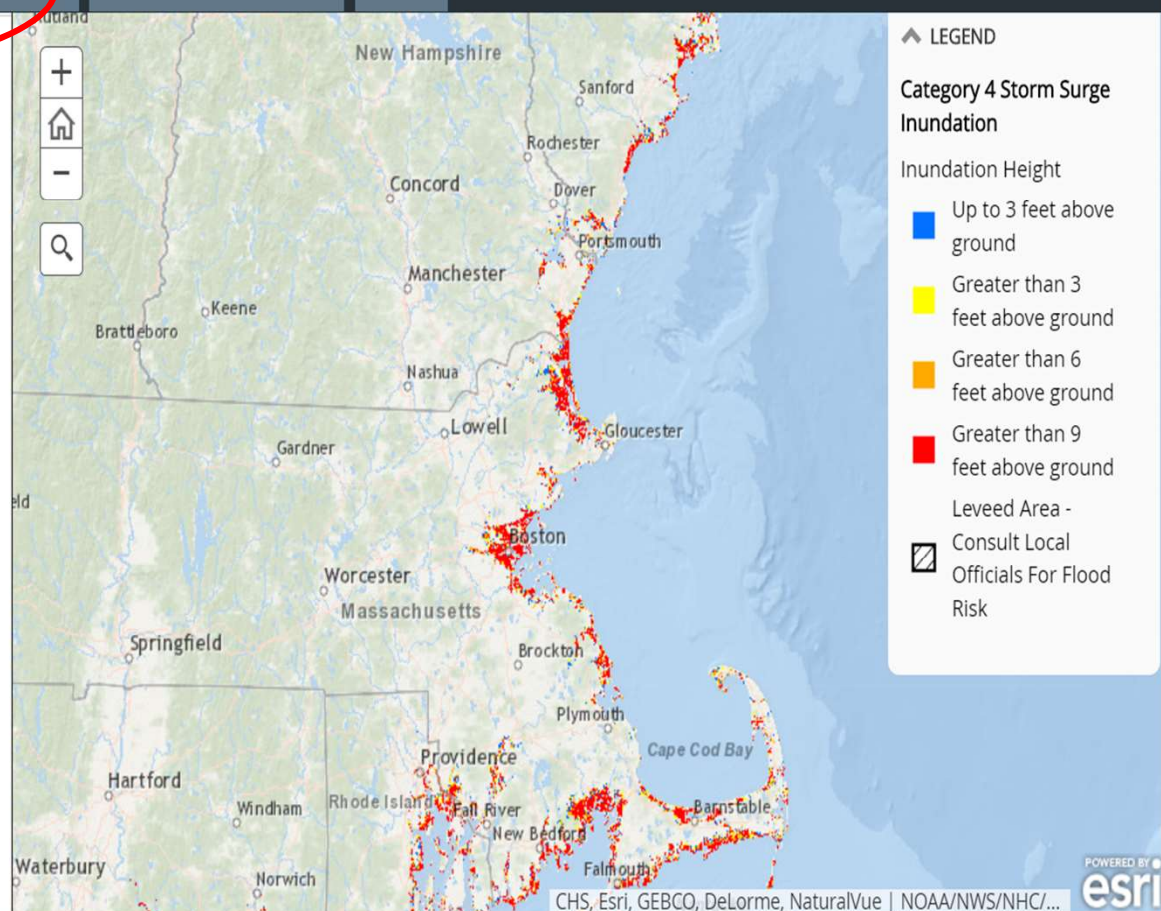 Rutland
New Hampshire
Sanford
Rochester
Concord
Dover
Portsmouth
Manchester
Keene
Brattleboro
Nashua
Lowell
Gloucester
Gardner
eld
Boston
Worcester
Massachusetts
Springfield
Brockton
Plymouth
Cape Cod Bay
Providence
Hartford
Rhode Island
Barnstable
Windham
Fall River
New Bedford
Waterbury
Falmouth
Norwich
LEGEND
Category 4 Storm Surge
Inundation
Inundation Height
Up to 3 feet above
ground
Greater than 3
feet above ground
Greater than 6
feet above ground
Greater than 9
feet above ground
Leveed Area -
Consult Local
Officials For Flood
Risk
CHS, Esri, GEBCO, DeLorme, NaturalVue | NOAA/NWS/NHC/...
POWERED BY
esri